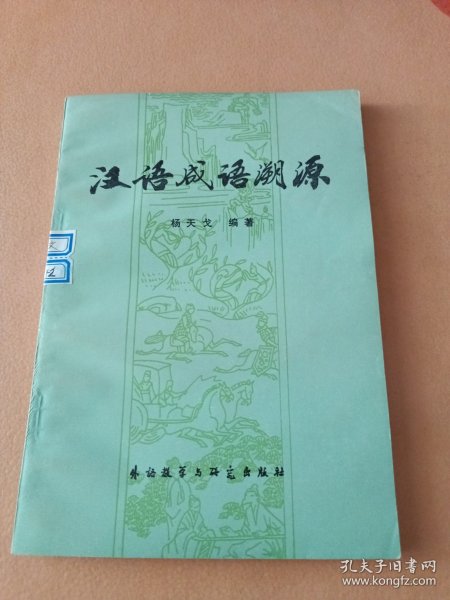 汉语成语溯源
杨天戈 编著
文
外语教学与研究出版社
孔夫子旧书网
www.kongfz.com